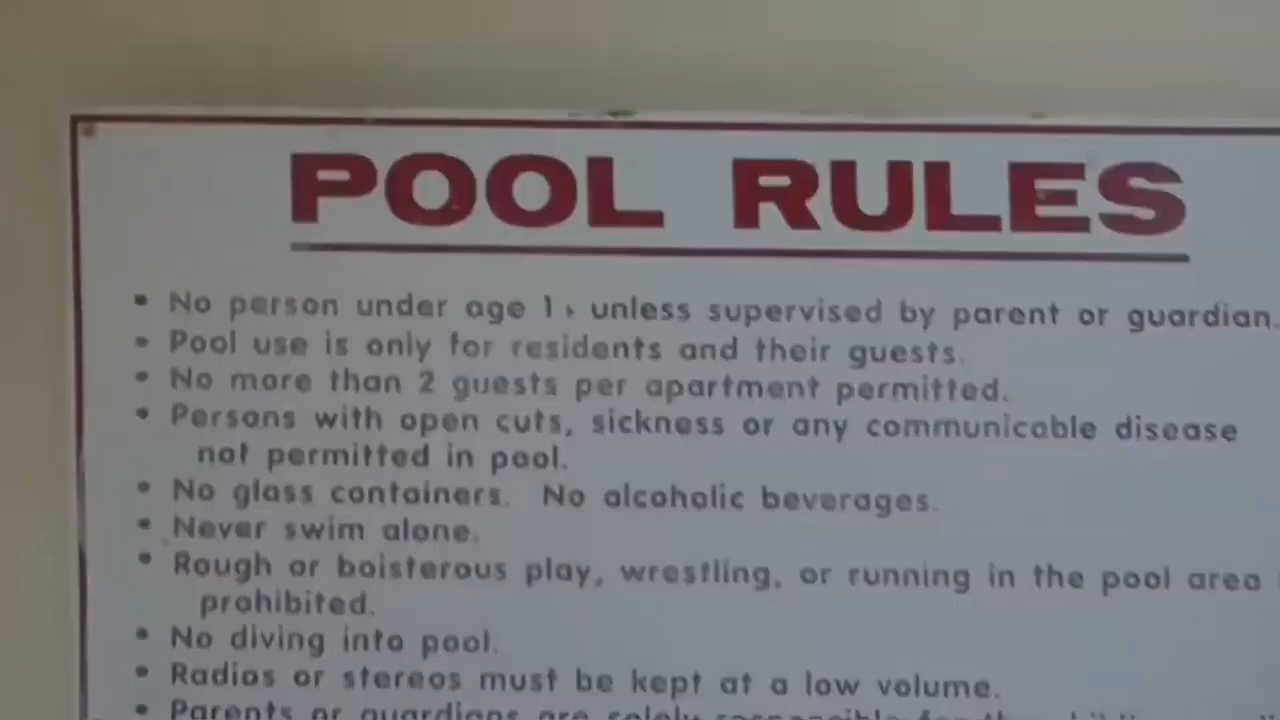 POOL RULES
• No person under age unless supervised by parent or guardian.
• Pool use is only for residents and their guests.
• No more than 2 guests per apartment permitted.
• Persons with open cuts, sickness or any communicable disease
not permitted in pool.
• No glass containers. No alcoholic beverages.
• Never swim alone.
• Rough or boisterous play, wrestling, or running in the pool area
prohibited.
• No diving into pool.
• Radios or stereos must be kept at a low volume.
• Parents or guardians are solely responsible for